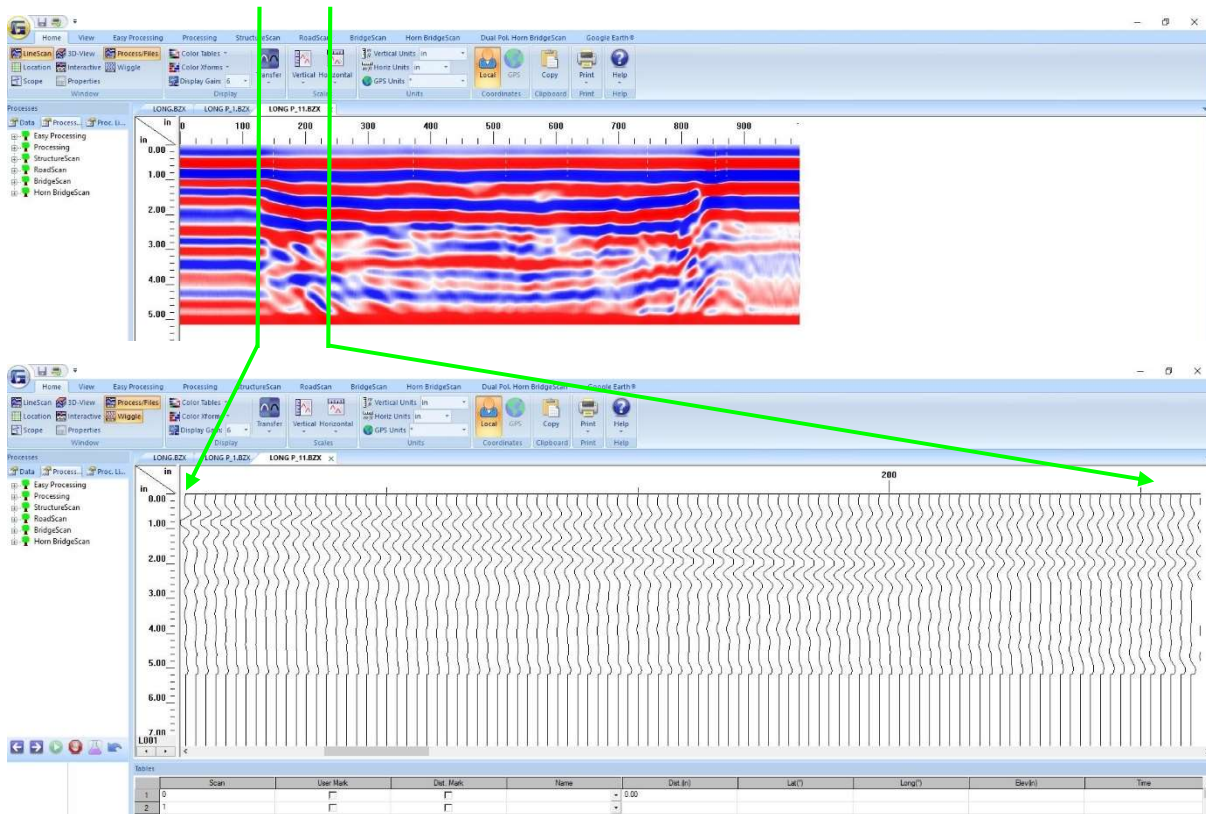 Home View Easy Processing Processing StructureScan RoadScan BridgeScan Horn BridgeScan Dual Pol. Horn BridgeScan Google Earth®
LineScan 3D-View Process/Files Color Tables Vertical Units in
Location Interactive Wiggle Color Xforms Transfer Vertical Horizontal Horiz Units in Local GPS Copy Print Help
Scope Properties Display Gain: 6 GPS Units °
Window Display Scales Units Coordinates Clipboard Print Help
Processes LONG.BZX LONG P_1.BZX LONG P_11.BZX
Data Process... Proc. Li... in 0 100 200 300 400 500 600 700 800 900
Easy Processing in
Processing 0.00
StructureScan
RoadScan 1.00
BridgeScan
Horn BridgeScan
2.00
3.00
4.00
5.00
Home View Easy Processing Processing StructureScan RoadScan BridgeScan Horn BridgeScan Dual Pol. Horn BridgeScan Google Earth®
LineScan 3D-View Process/Files Color Tables Vertical Units in
Location Interactive Wiggle Color Xforms Transfer Vertical Horizontal Horiz Units in Local GPS Copy Print Help
Scope Properties Display Gain: 6 GPS Units °
Window Display Scales Units Coordinates Clipboard Print Help
Processes LONG.BZX LONG P_1.BZX LONG P_11.BZX ×
Data Process... Proc. Li... in 200
Easy Processing in
Processing 0.00
StructureScan
RoadScan 1.00
BridgeScan
Horn BridgeScan
2.00
3.00
4.00
5.00
6.00
7.00
L001
Tables
Scan User Mark Dist. Mark Name Dist.(in) Lat(°) Long(°) Elev(in) Time
1 0 0.00
2 1